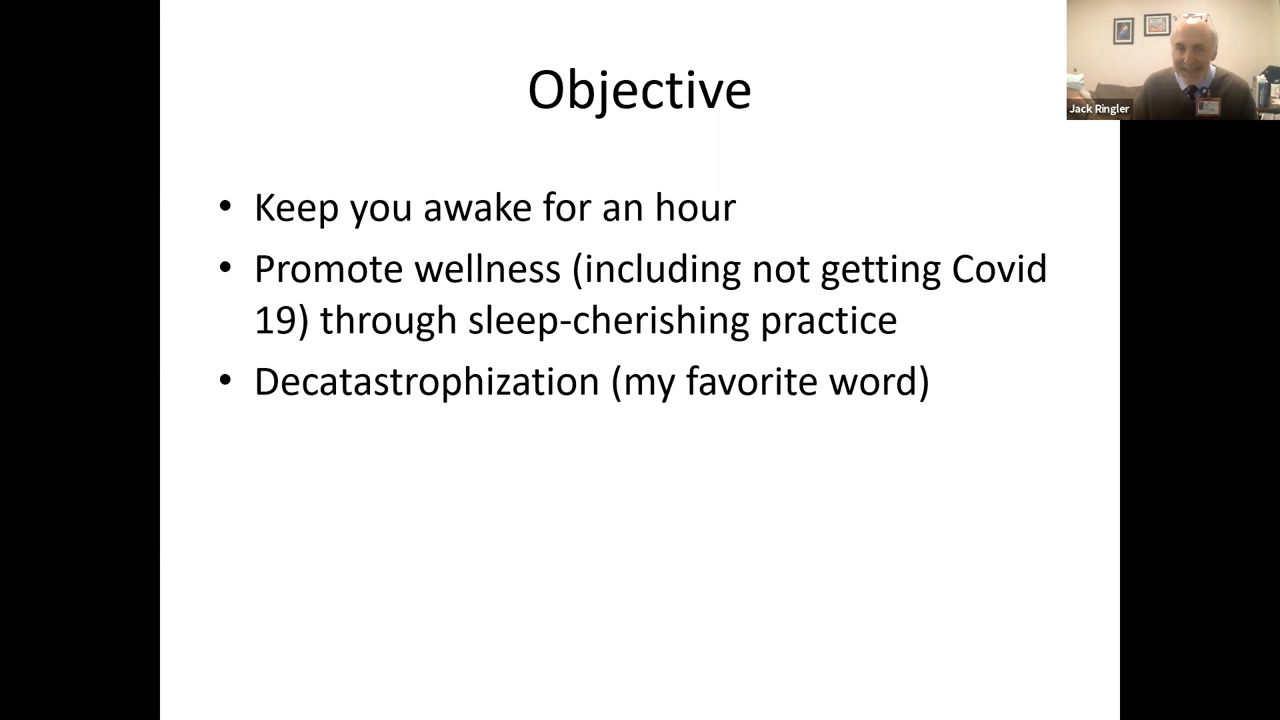 Objective
• Keep you awake for an hour
• Promote wellness (including not getting Covid
19) through sleep-cherishing practice
• Decatastrophization (my favorite word)
Jack Ringler